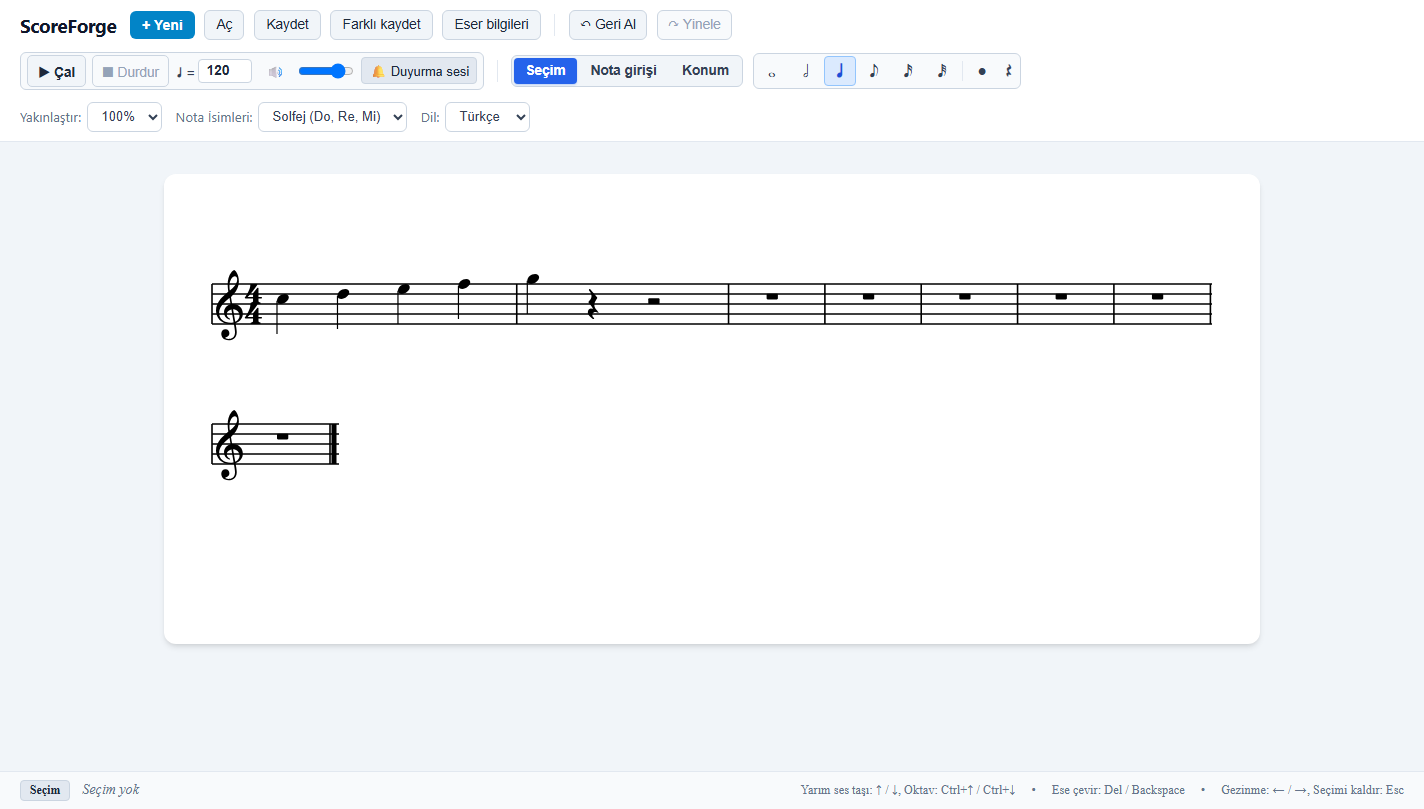 ScoreForge + Yeni Aç Kaydet Farklı kaydet Eser bilgileri ↶ Geri Al ↷ Yinele
▶ Çal ■ Durdur ♩ = 120 🔊 🔔 Duyurma sesi Seçim Nota girişi Konum
Yakınlaştır: 100% Nota İsimleri: Solfej (Do, Re, Mi) Dil: Türkçe
4
4
Seçim Seçim yok Yarım ses taşı: ↑ / ↓, Oktav: Ctrl+↑ / Ctrl+↓ • Ese çevir: Del / Backspace • Gezinme: ← / →, Seçimi kaldır: Esc